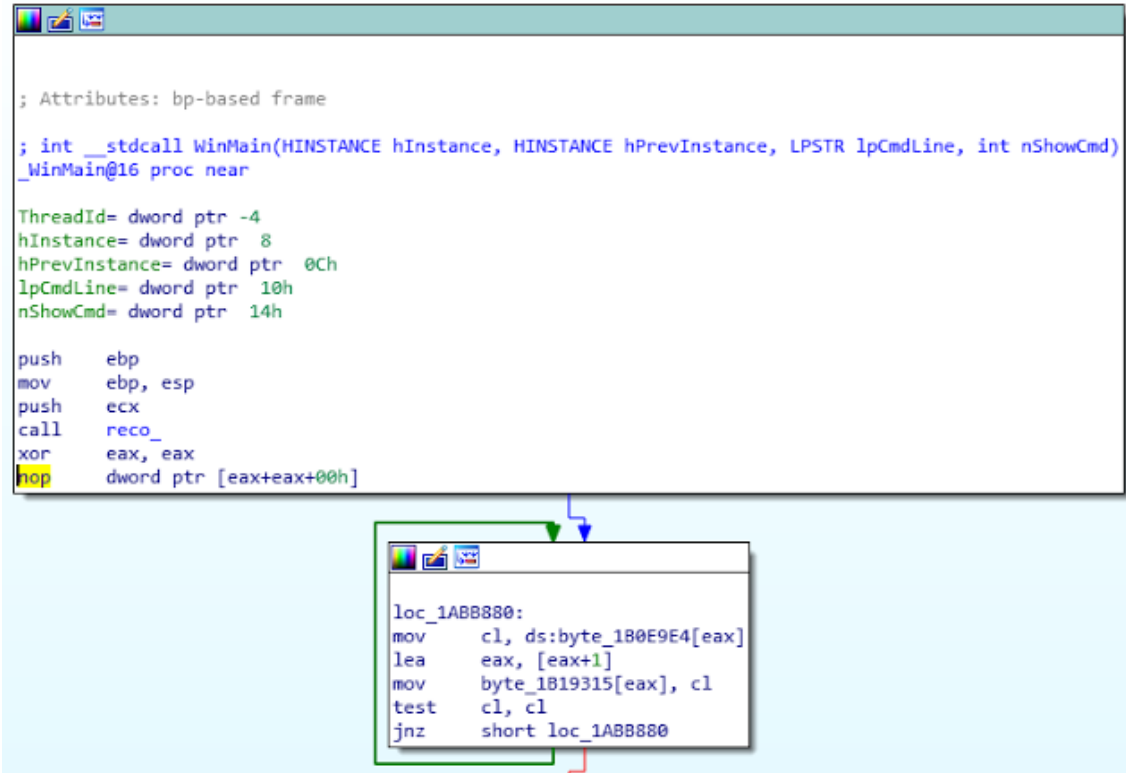 ; Attributes: bp-based frame
; int __stdcall WinMain(HINSTANCE hInstance, HINSTANCE hPrevInstance, LPSTR lpCmdLine, int nShowCmd)
_WinMain@16 proc near
ThreadId= dword ptr -4
hInstance= dword ptr  8
hPrevInstance= dword ptr  0Ch
lpCmdLine= dword ptr  10h
nShowCmd= dword ptr  14h
push    ebp
mov     ebp, esp
push    ecx
call    reco_
xor     eax, eax
nop     dword ptr [eax+eax+00h]
loc_1ABB880:
mov     cl, ds:byte_1B0E9E4[eax]
lea     eax, [eax+1]
mov     byte_1B19315[eax], cl
test    cl, cl
jnz     short loc_1ABB880